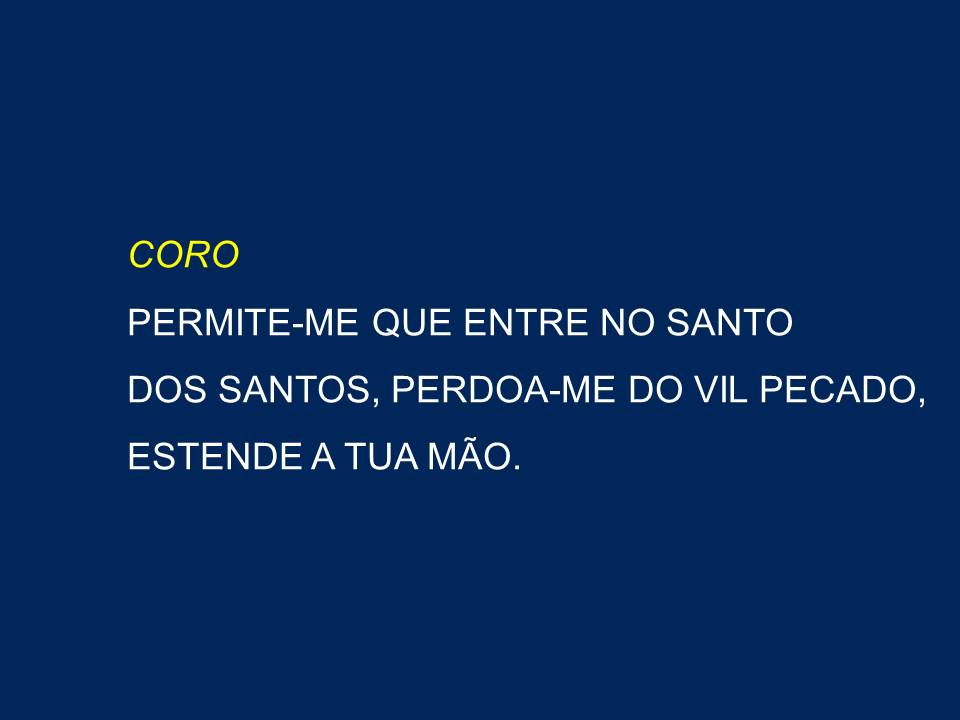 CORO
PERMITE-ME QUE ENTRE NO SANTO
DOS SANTOS, PERDOA-ME DO VIL PECADO,
ESTENDE A TUA MÃO.